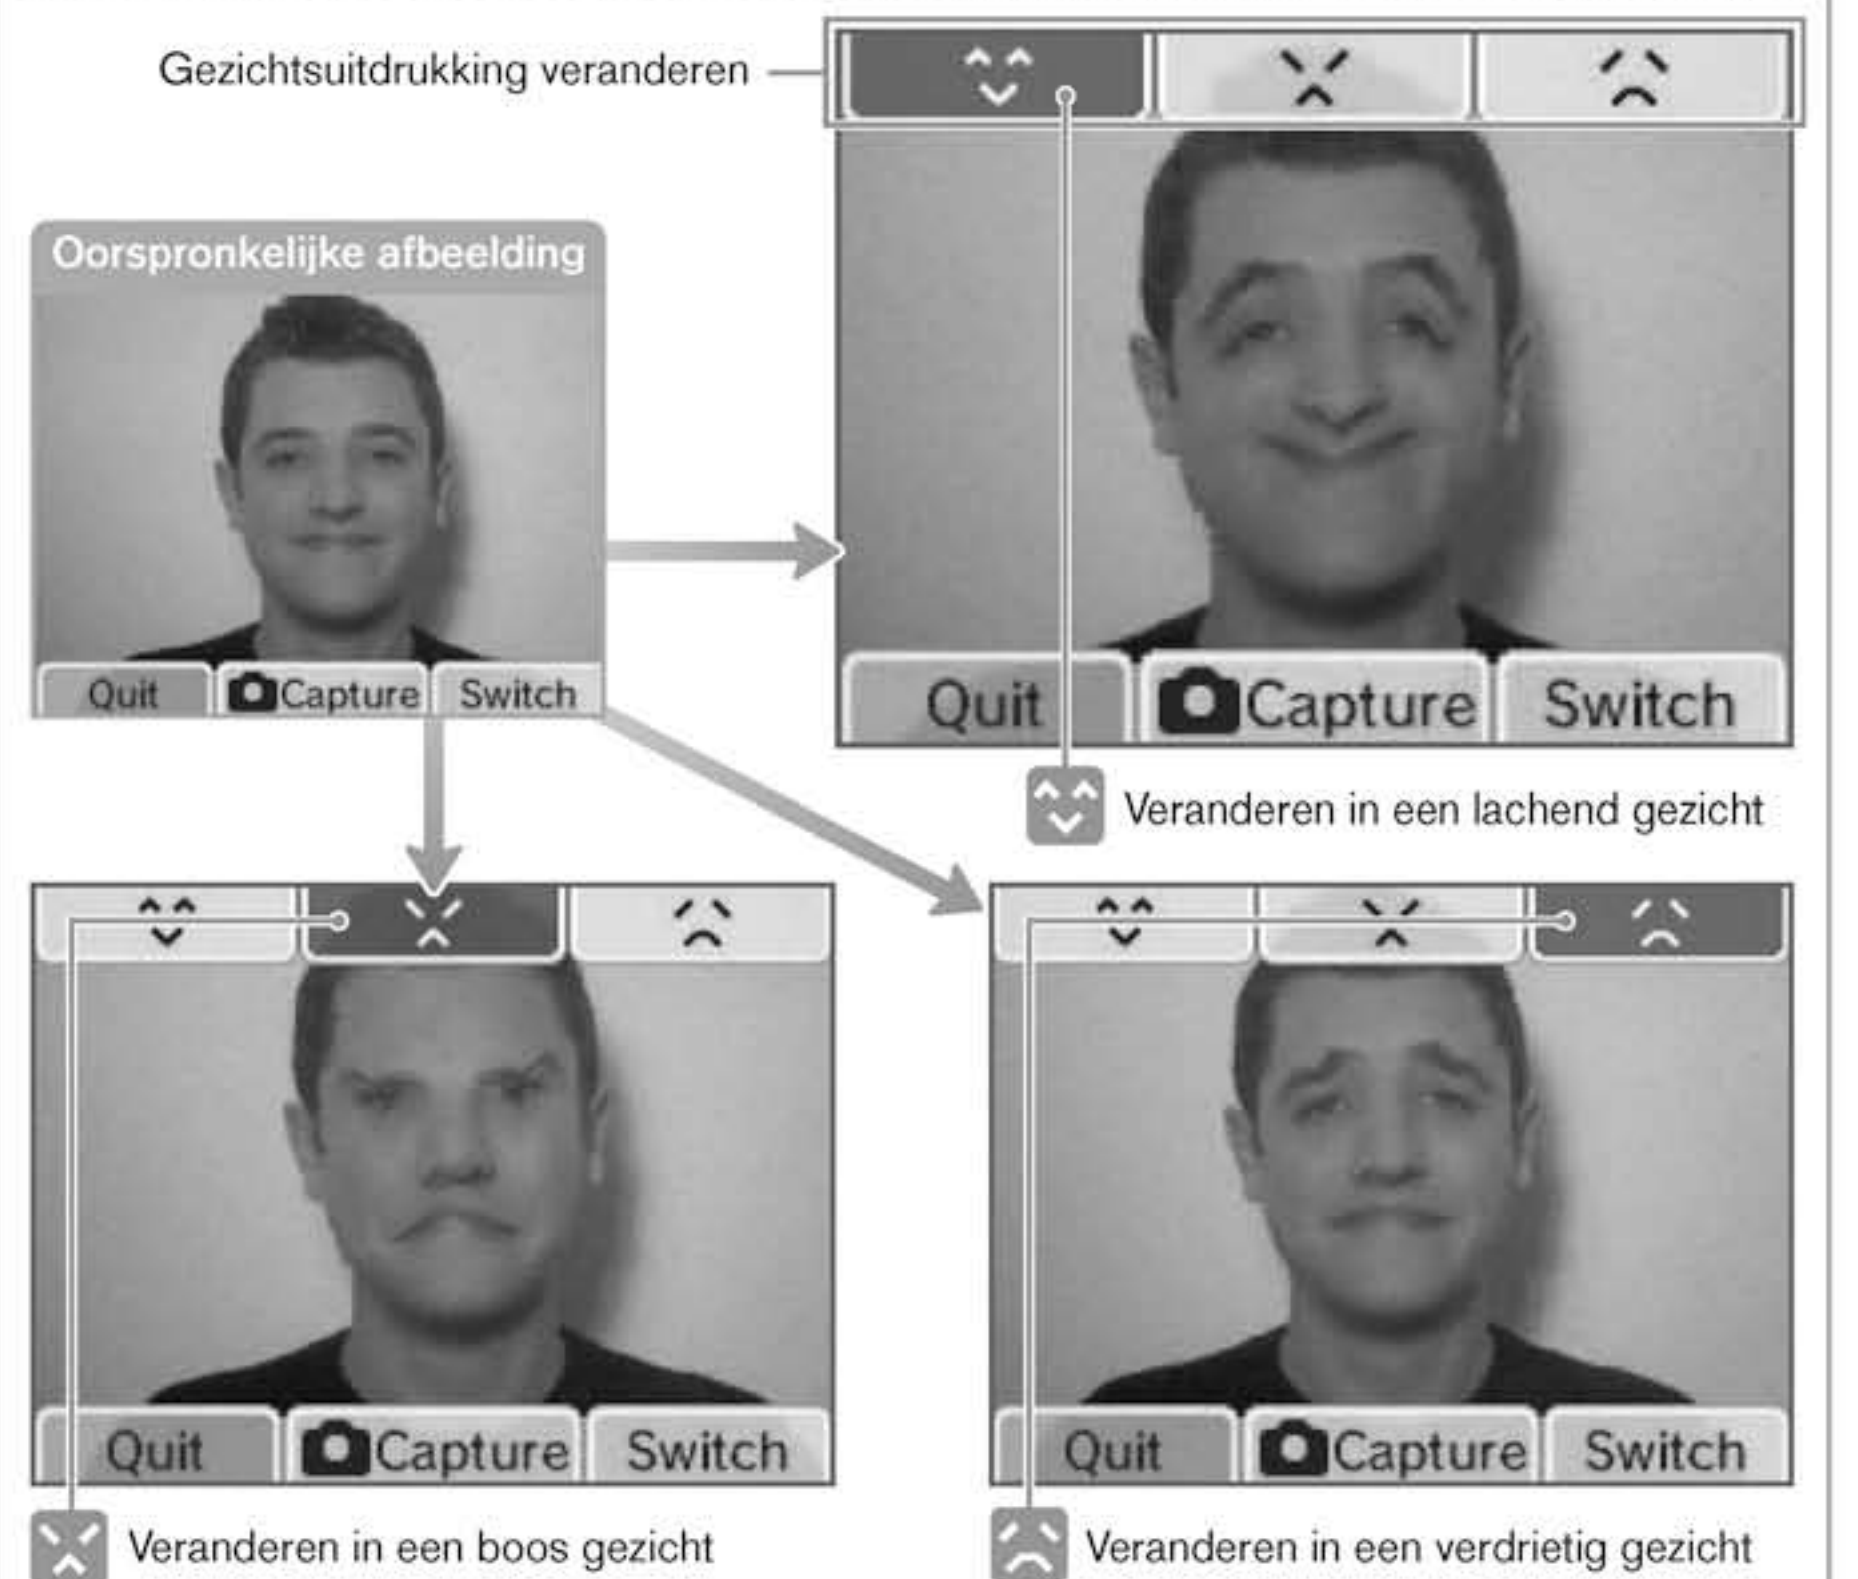 Gezichtsuitdrukking veranderen
Oorspronkelijke afbeelding
Quit Capture Switch
Quit Capture Switch
Veranderen in een lachend gezicht
Quit Capture Switch
Veranderen in een boos gezicht
Quit Capture Switch
Veranderen in een verdrietig gezicht